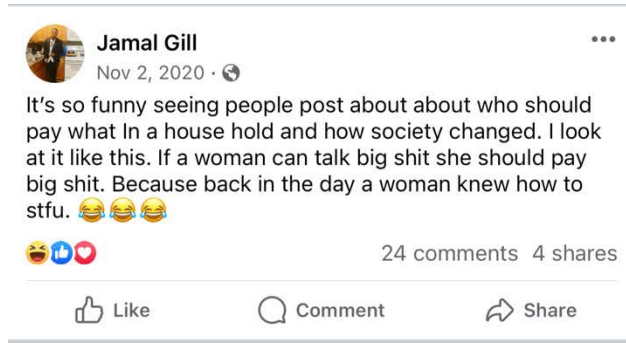 Jamal Gill
Nov 2, 2020 ·
It's so funny seeing people post about about who should
pay what In a house hold and how society changed. I look
at it like this. If a woman can talk big shit she should pay
big shit. Because back in the day a woman knew how to
stfu. 😂😂😂
24 comments 4 shares
Like Comment Share